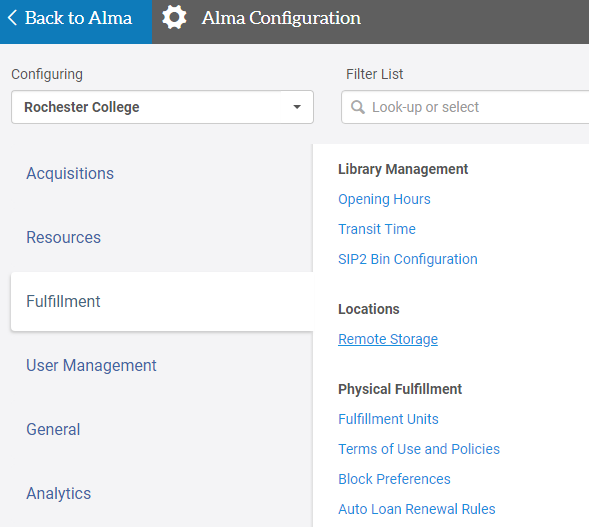 Back to Alma
Alma Configuration
Configuring
Filter List
Rochester College
Look-up or select
Acquisitions
Resources
Fulfillment
User Management
General
Analytics
Library Management
Opening Hours
Transit Time
SIP2 Bin Configuration
Locations
Remote Storage
Physical Fulfillment
Fulfillment Units
Terms of Use and Policies
Block Preferences
Auto Loan Renewal Rules